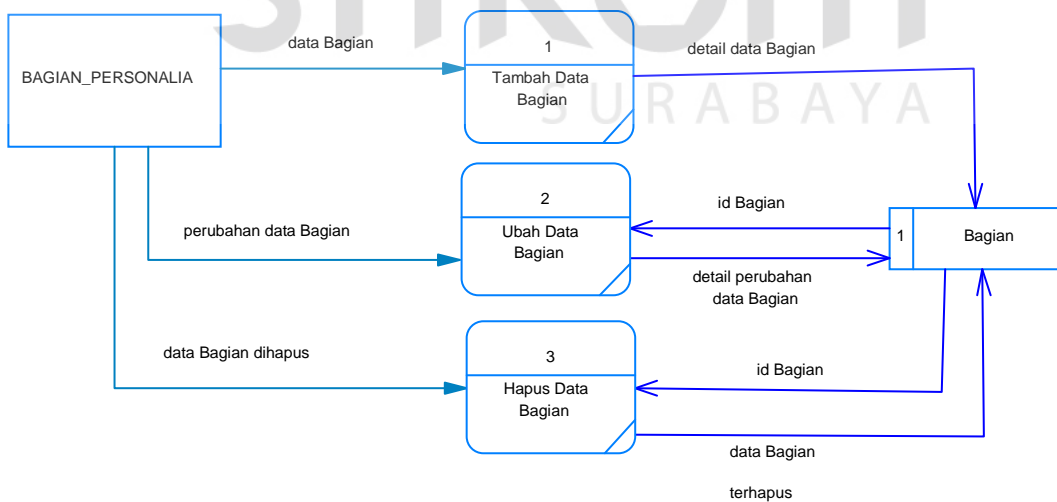 BAGIAN_PERSONALIA
data Bagian
1
Tambah Data
Bagian
detail data Bagian
SURABAYA
perubahan data Bagian
2
Ubah Data
Bagian
id Bagian
detail perubahan
data Bagian
1
Bagian
data Bagian dihapus
3
Hapus Data
Bagian
id Bagian
data Bagian
terhapus